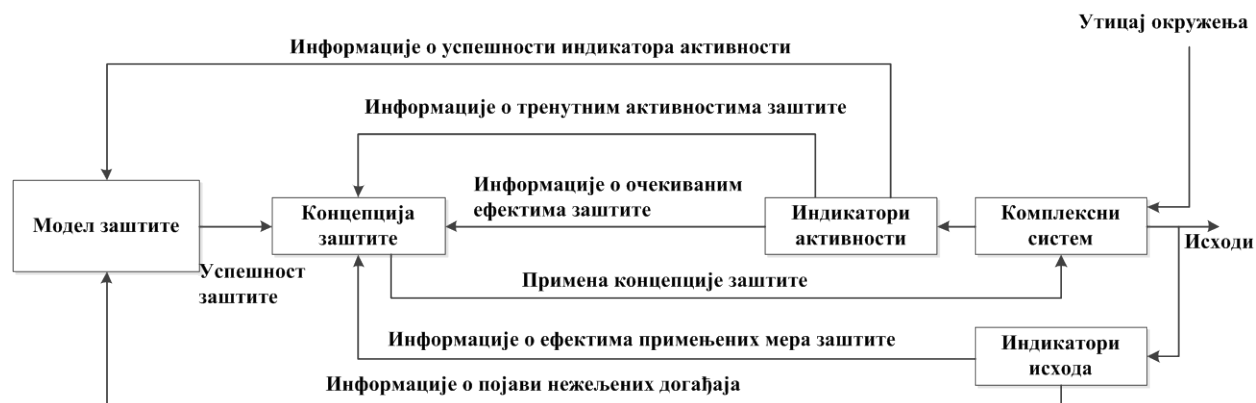 Утицај окружења
Информације о успешности индикатора активности
Информације о тренутним активностима заштите
Информације о очекиваним
ефектима заштите
Модел заштите
Концепција
заштите
Индикатори
активности
Комплексни
систем
Исходи
Успешност
заштите
Примена концепције заштите
Информације о ефектима примењених мера заштите
Индикатори
исхода
Информације о појави нежељених догађаја